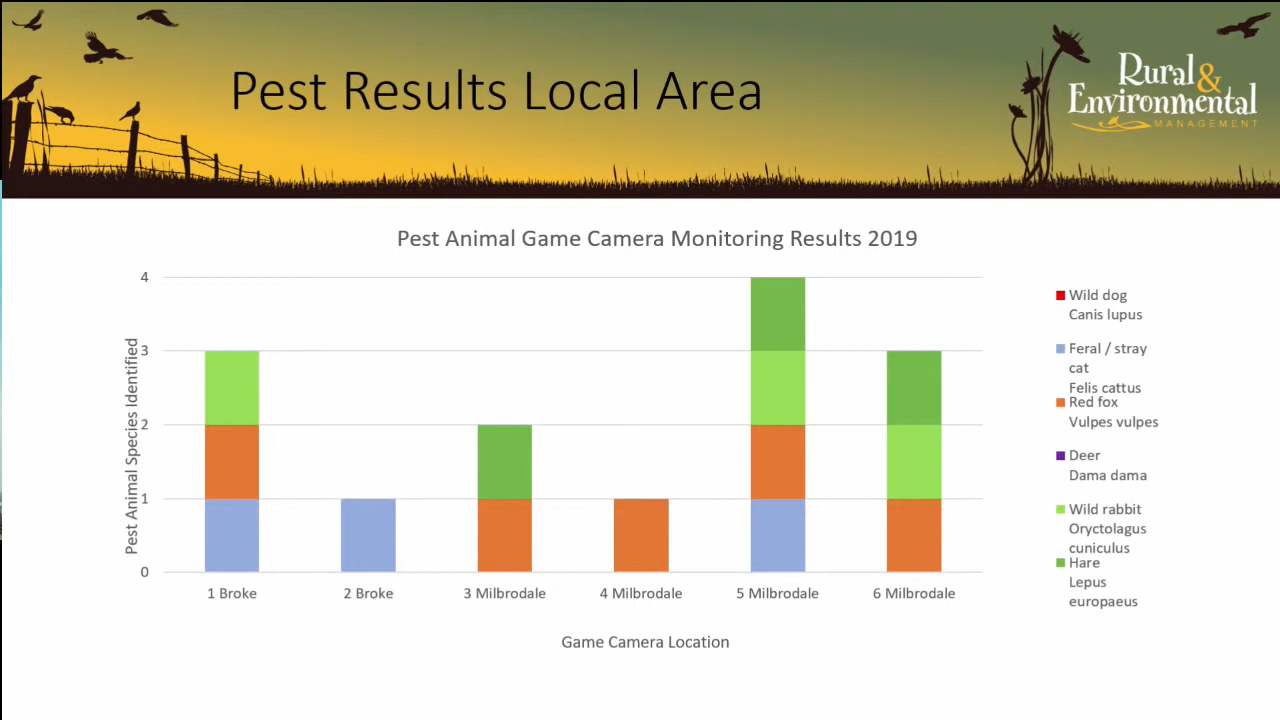 Pest Results Local Area
Rural &
Environmental
MANAGEMENT
Pest Animal Game Camera Monitoring Results 2019
Pest Animal Species Identified
4
3
2
1
0
1 Broke
2 Broke
3 Milbrodale
4 Milbrodale
5 Milbrodale
6 Milbrodale
Game Camera Location
Wild dog
Canis lupus
Feral / stray
cat
Felis cattus
Red fox
Vulpes vulpes
Deer
Dama dama
Wild rabbit
Oryctolagus
cuniculus
Hare
Lepus
europaeus